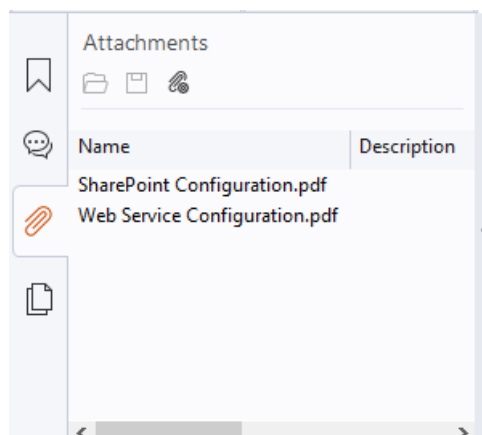 Attachments
Name Description
SharePoint Configuration.pdf
Web Service Configuration.pdf